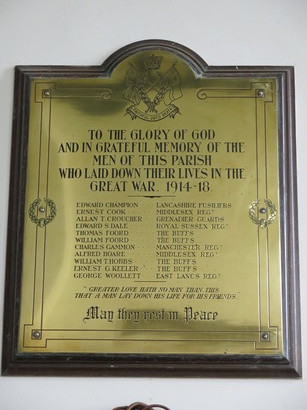 TO THE GLORY OF GOD
AND IN GRATEFUL MEMORY OF THE
MEN OF THIS PARISH
WHO LAID DOWN THEIR LIVES IN THE
GREAT WAR. 1914-18.
EDWARD CHAMPION LANCASHIRE FUSILIERS
ERNEST COOK MIDDLESEX REGT
ALLAN T. CROUCHER GRENADIER GUARDS
EDWARD S. DALE ROYAL SUSSEX REGT
THOMAS FOORD THE BUFFS
WILLIAM FOORD THE BUFFS
CHARLES GAMMON MANCHESTER REGT
ALFRED HOARE MIDDLESEX REGT
WILLIAM T. HOBBS THE BUFFS
ERNEST G. KEELER THE BUFFS
GEORGE WOOLLETT EAST LANCS REGT
"GREATER LOVE HATH NO MAN THAN THIS
THAT A MAN LAY DOWN HIS LIFE FOR HIS FRIENDS."
May they rest in Peace